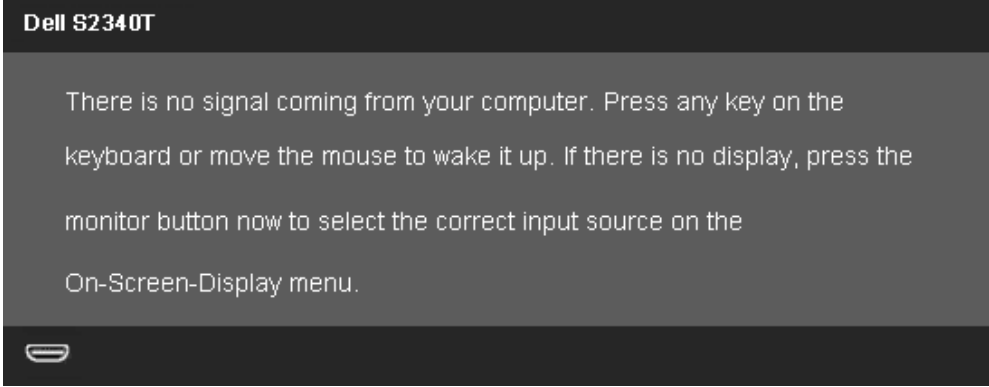 Dell S2340T
There is no signal coming from your computer. Press any key on the
keyboard or move the mouse to wake it up. If there is no display, press the
monitor button now to select the correct input source on the
On-Screen-Display menu.